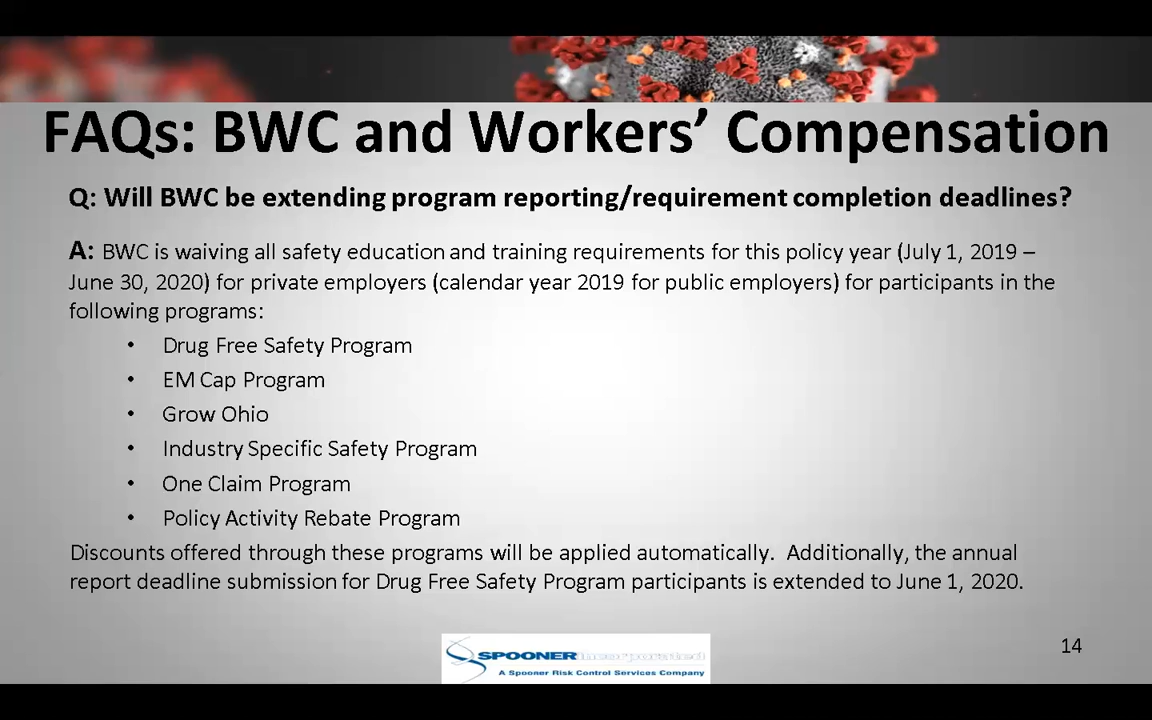 FAQs: BWC and Workers’ Compensation
Q: Will BWC be extending program reporting/requirement completion deadlines?
A: BWC is waiving all safety education and training requirements for this policy year (July 1, 2019 –
June 30, 2020) for private employers (calendar year 2019 for public employers) for participants in the
following programs:
• Drug Free Safety Program
• EM Cap Program
• Grow Ohio
• Industry Specific Safety Program
• One Claim Program
• Policy Activity Rebate Program
Discounts offered through these programs will be applied automatically. Additionally, the annual
report deadline submission for Drug Free Safety Program participants is extended to June 1, 2020.
14
SPOONER Incorporated
A Spooner Risk Control Services Company